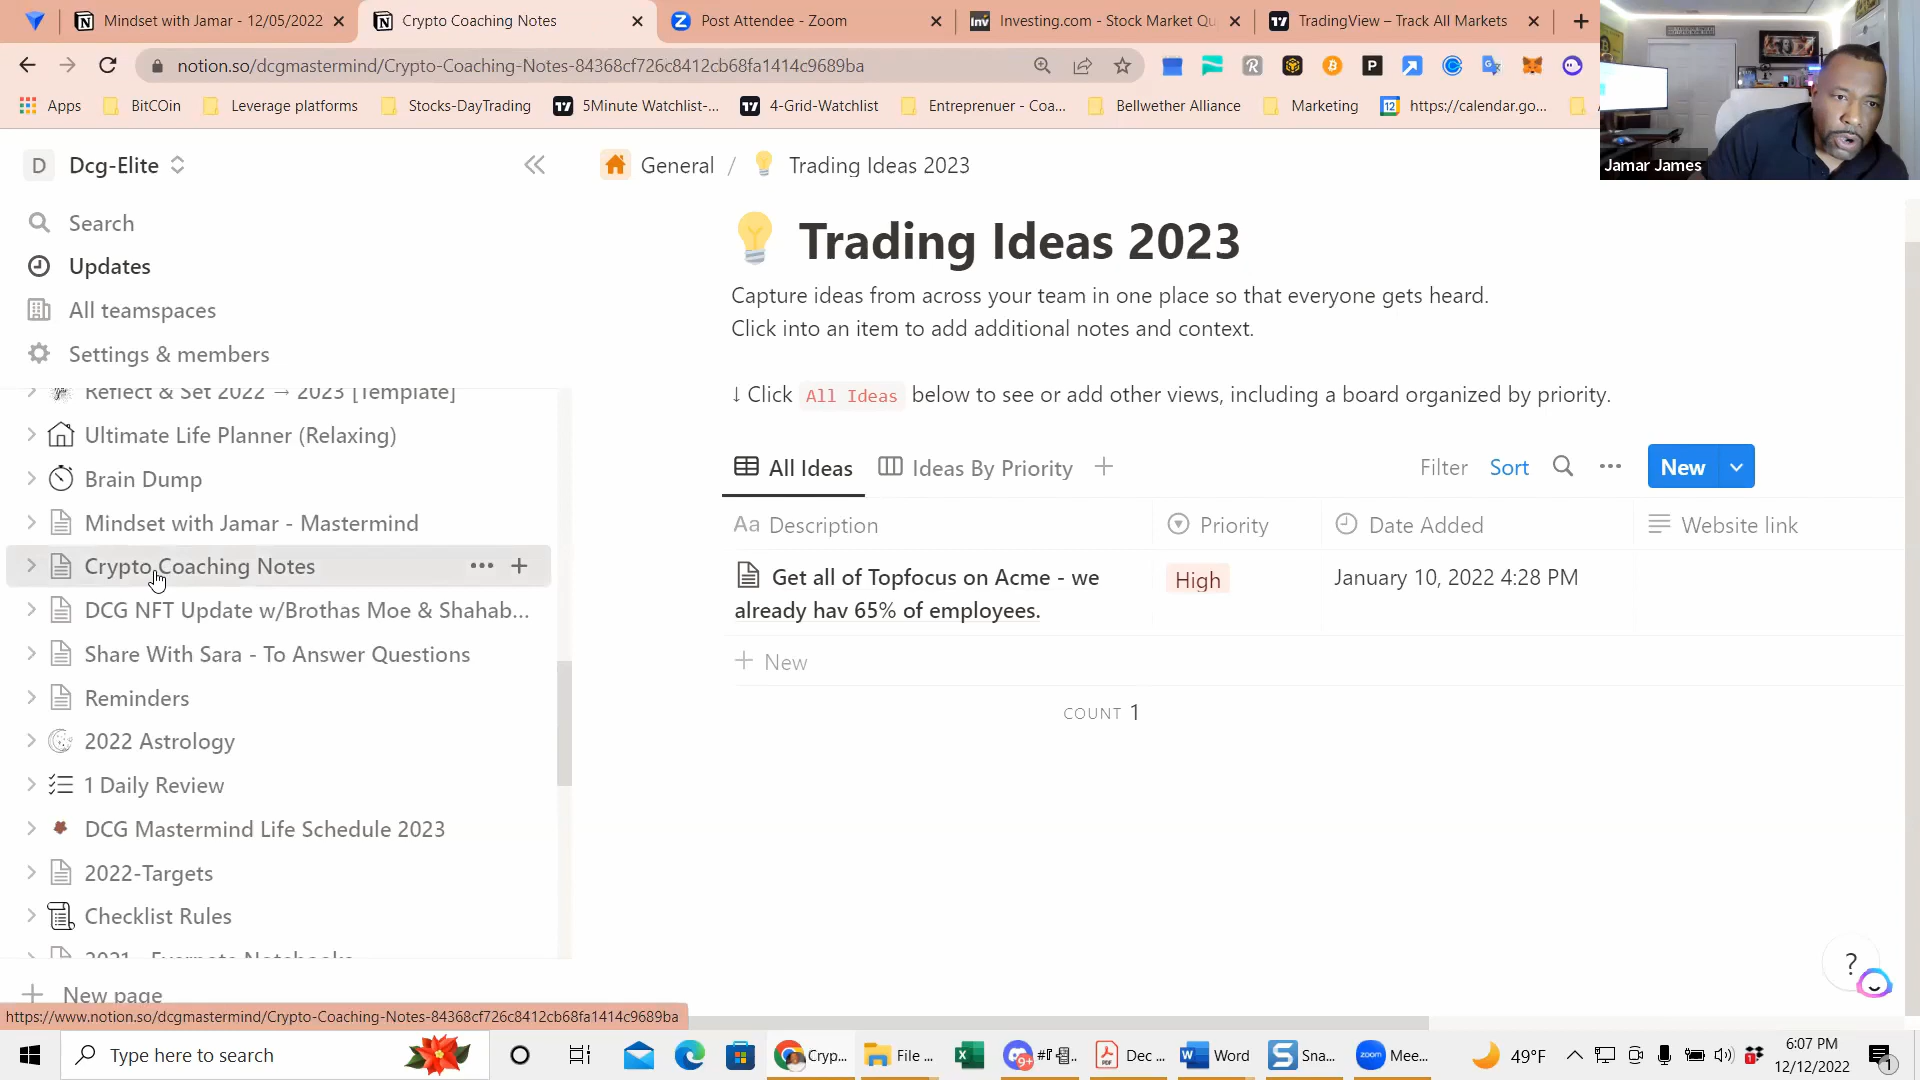 Mindset with Jamar - 12/05/2022
Crypto Coaching Notes
Post Attendee - Zoom
Investing.com - Stock Market Qu
TradingView – Track All Markets
notion.so/dcgmastermind/Crypto-Coaching-Notes-84368cf726c8412cb68fa1414c9689ba
Apps
BitCOin
Leverage platforms
Stocks-DayTrading
5Minute Watchlist-...
4-Grid-Watchlist
Entreprenuer - Coa...
Bellwether Alliance
Marketing
https://calendar.go...
Jamar James
D Dcg-Elite
General / Trading Ideas 2023
Search
Updates
All teamspaces
Settings & members
Reflect & Set 2022 → 2023 [Template]
Ultimate Life Planner (Relaxing)
Brain Dump
Mindset with Jamar - Mastermind
Crypto Coaching Notes
DCG NFT Update w/Brothas Moe & Shahab...
Share With Sara - To Answer Questions
Reminders
2022 Astrology
1 Daily Review
DCG Mastermind Life Schedule 2023
2022-Targets
Checklist Rules
2021 - Evernote Notebooks
New page
Trading Ideas 2023
Capture ideas from across your team in one place so that everyone gets heard.
Click into an item to add additional notes and context.
↓ Click All Ideas below to see or add other views, including a board organized by priority.
All Ideas
Ideas By Priority
Filter
Sort
New
Aa Description
Priority
Date Added
Website link
Get all of Topfocus on Acme - we
already hav 65% of employees.
High
January 10, 2022 4:28 PM
New
COUNT 1
?
https://www.notion.so/dcgmastermind/Crypto-Coaching-Notes-84368cf726c8412cb68fa1414c9689ba
Type here to search
Cryp...
File ...
Dec ...
Word
Sna...
Mee...
49°F
6:07 PM
12/12/2022
1